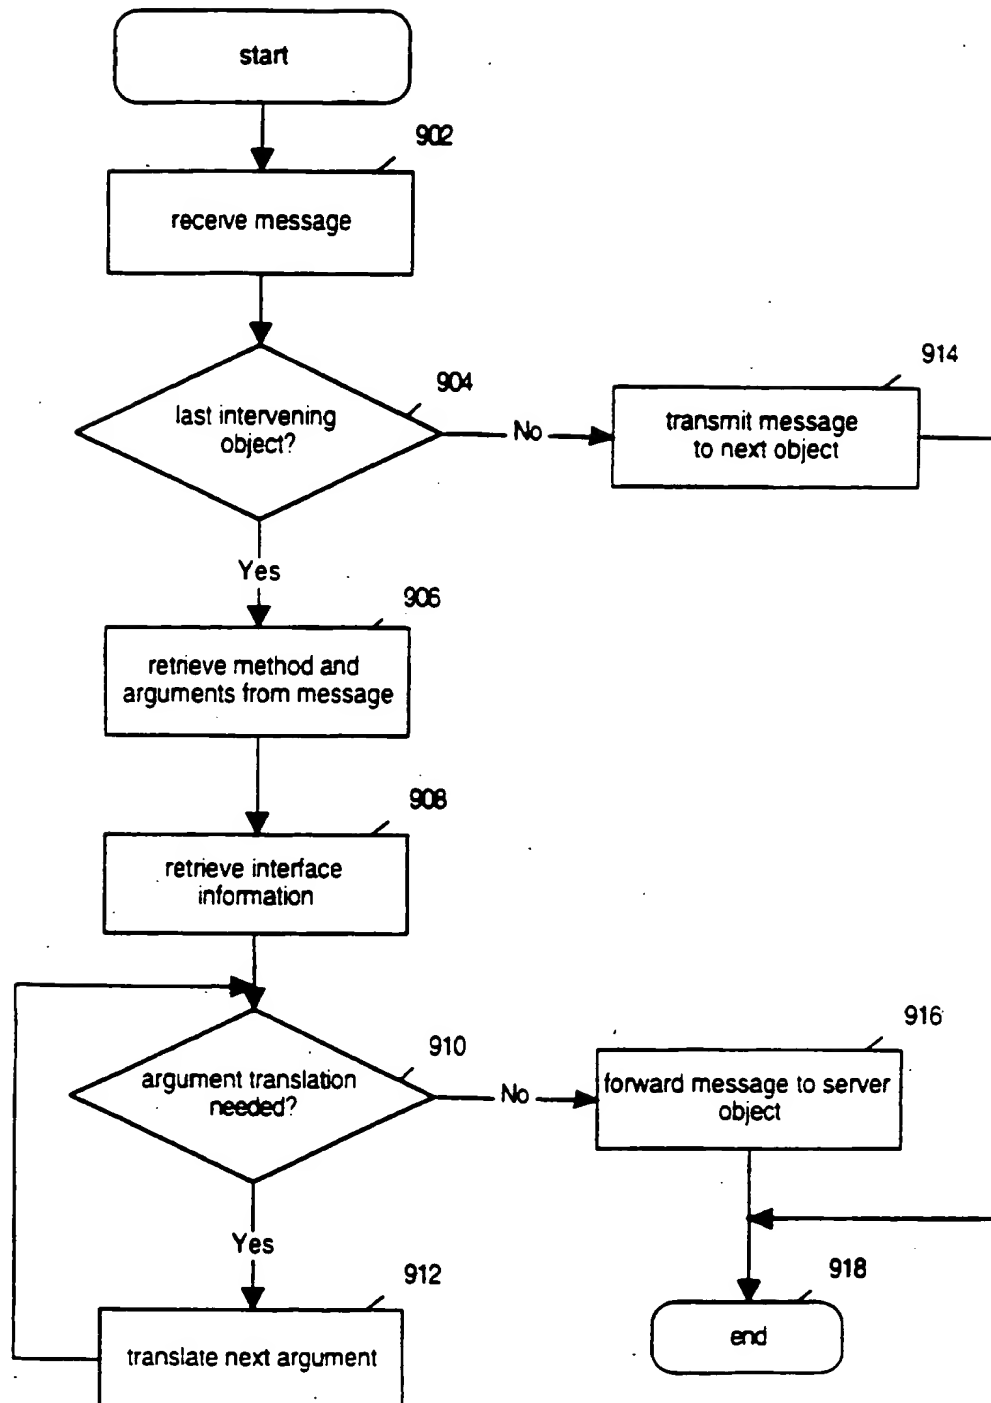 start
902
receive message
904
last intervening
object?
No
914
transmit message
to next object
Yes
906
retrieve method and
arguments from message
908
retrieve interface
information
910
argument translation
needed?
No
916
forward message to server
object
Yes
912
translate next argument
918
end